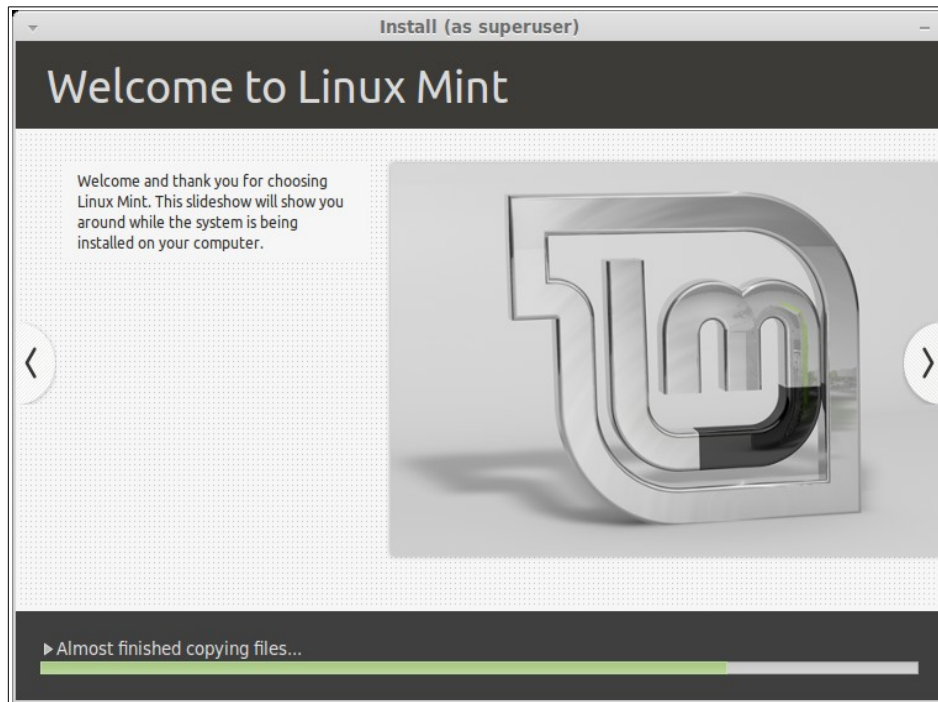 Install (as superuser)
Welcome to Linux Mint
Welcome and thank you for choosing
Linux Mint. This slideshow will show you
around while the system is being
installed on your computer.
Almost finished copying files...